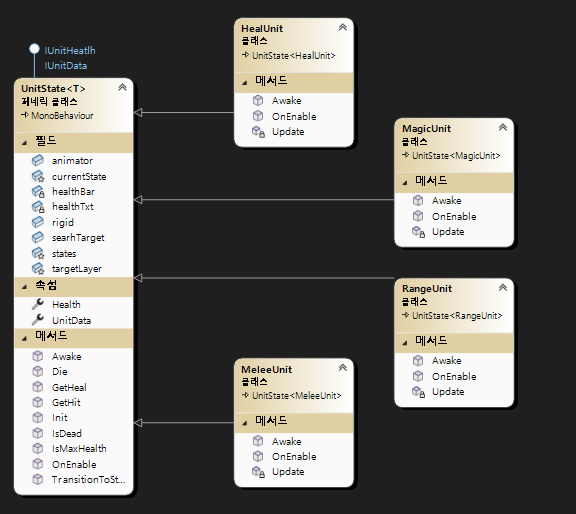 IUnitHeatlh
IUnitData
UnitState<T>
제네릭 클래스
MonoBehaviour
필드
animator
currentState
healthBar
healthTxt
rigid
searhTarget
states
targetLayer
속성
Health
UnitData
메서드
Awake
Die
GetHeal
GetHit
Init
IsDead
IsMaxHealth
OnEnable
TransitionToSt...
HealUnit
클래스
UnitState<HealUnit>
메서드
Awake
OnEnable
Update
MagicUnit
클래스
UnitState<MagicUnit>
메서드
Awake
OnEnable
Update
RangeUnit
클래스
UnitState<RangeUnit>
메서드
Awake
OnEnable
Update
MeleeUnit
클래스
UnitState<MeleeUnit>
메서드
Awake
OnEnable
Update